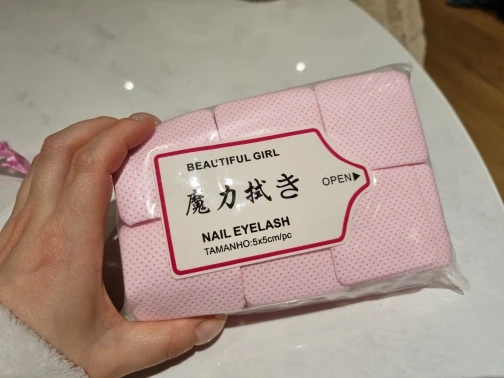 BEAUTIFUL GIRL
魔力拭き
OPEN▶
NAIL EYELASH
TAMANHO:5x5cm/pc